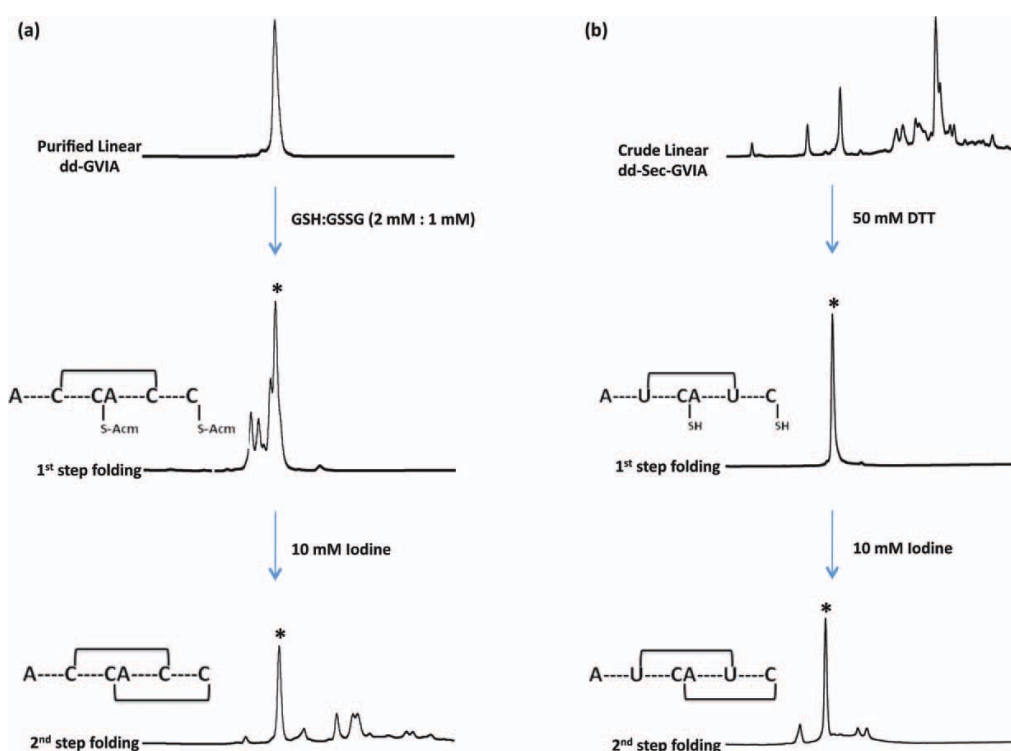 (a)
Purified Linear
dd-GVIA
GSH:GSSG (2 mM : 1 mM)
*
A----C----CA----C----C
S-Acm
S-Acm
1st step folding
10 mM Iodine
*
A----C----CA----C----C
2nd step folding
(b)
Crude Linear
dd-Sec-GVIA
50 mM DTT
*
A----U----CA----U----C
SH
SH
1st step folding
10 mM Iodine
*
A----U----CA----U----C
2nd step folding